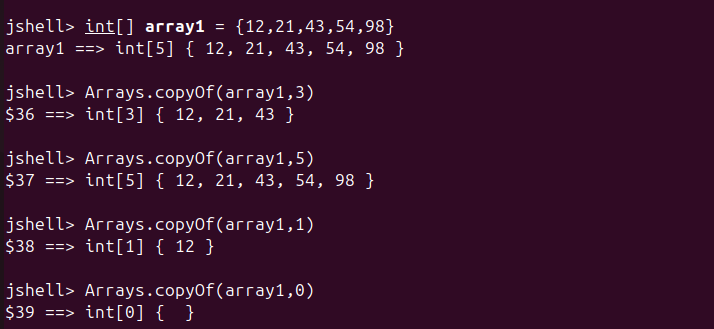 jshell> int[] array1 = {12,21,43,54,98}
array1 ==> int[5] { 12, 21, 43, 54, 98 }
jshell> Arrays.copyOf(array1,3)
$36 ==> int[3] { 12, 21, 43 }
jshell> Arrays.copyOf(array1,5)
$37 ==> int[5] { 12, 21, 43, 54, 98 }
jshell> Arrays.copyOf(array1,1)
$38 ==> int[1] { 12 }
jshell> Arrays.copyOf(array1,0)
$39 ==> int[0] {  }